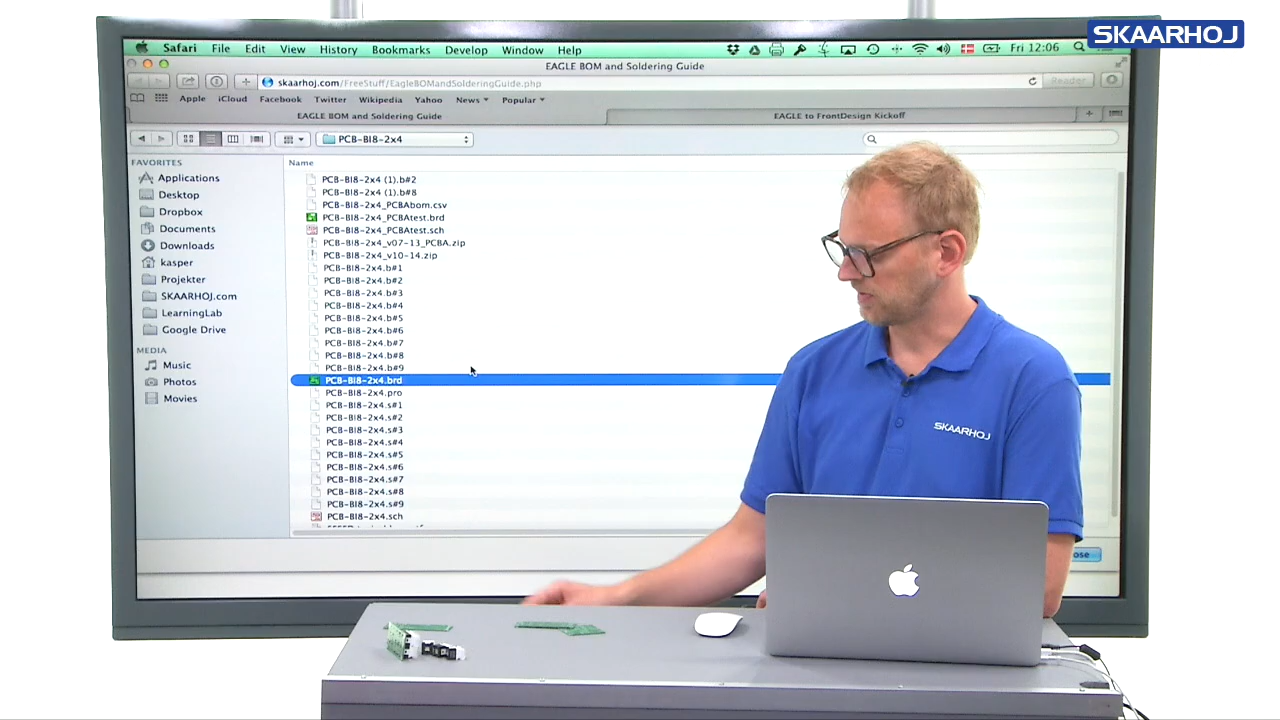 SKAARHOJ
Safari File Edit View History Bookmarks Develop Window Help Fri 12:06
EAGLE BOM and Soldering Guide
skaarhoj.com/FreeStuff/EagleBOMandSolderingGuide.php Reader
Apple iCloud Facebook Twitter Wikipedia Yahoo News Popular
EAGLE BOM and Soldering Guide EAGLE to FrontDesign Kickoff
PCB-BI8-2x4
FAVORITES
Applications
Desktop
Dropbox
Documents
Downloads
kasper
Projekter
SKAARHOJ.com
LearningLab
Google Drive
MEDIA
Music
Photos
Movies
Name
PCB-BI8-2x4 (1).b#2
PCB-BI8-2x4 (1).b#8
PCB-BI8-2x4_PCBAbom.csv
PCB-BI8-2x4_PCBAtest.brd
PCB-BI8-2x4_PCBAtest.sch
PCB-BI8-2x4_v07-13_PCBA.zip
PCB-BI8-2x4_v10-14.zip
PCB-BI8-2x4.b#1
PCB-BI8-2x4.b#2
PCB-BI8-2x4.b#3
PCB-BI8-2x4.b#4
PCB-BI8-2x4.b#5
PCB-BI8-2x4.b#6
PCB-BI8-2x4.b#7
PCB-BI8-2x4.b#8
PCB-BI8-2x4.b#9
PCB-BI8-2x4.brd
PCB-BI8-2x4.pro
PCB-BI8-2x4.s#1
PCB-BI8-2x4.s#2
PCB-BI8-2x4.s#3
PCB-BI8-2x4.s#4
PCB-BI8-2x4.s#5
PCB-BI8-2x4.s#6
PCB-BI8-2x4.s#7
PCB-BI8-2x4.s#8
PCB-BI8-2x4.s#9
PCB-BI8-2x4.sch
SKAARHOJ